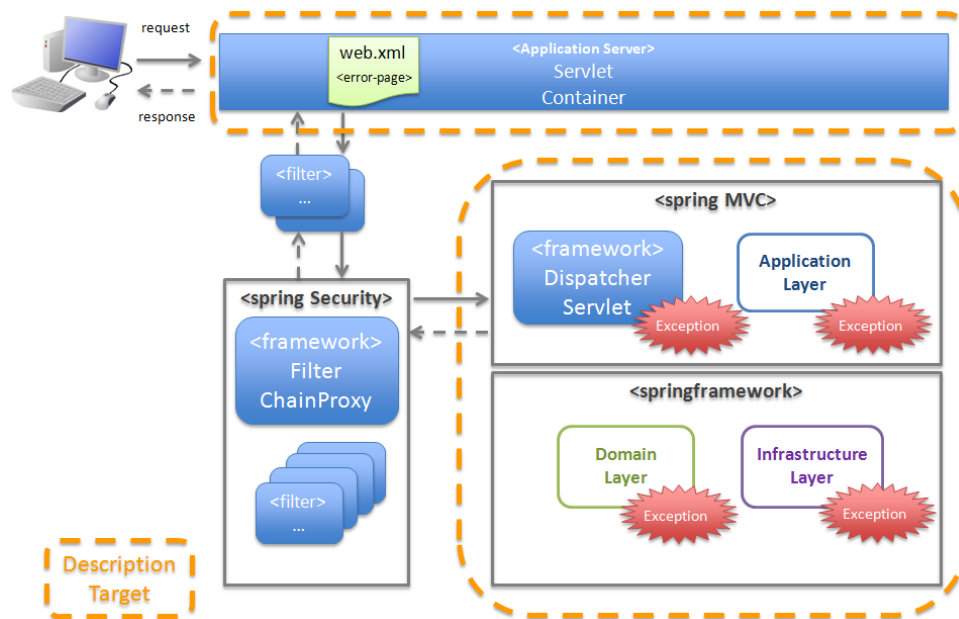 request
response
web.xml
<error-page>
<Application Server>
Servlet
Container
<filter>
...
<spring Security>
<framework>
Filter
ChainProxy
<filter>
...
<spring MVC>
<framework>
Dispatcher
Servlet
Exception
Application
Layer
Exception
<springframework>
Domain
Layer
Exception
Infrastructure
Layer
Exception
Description
Target